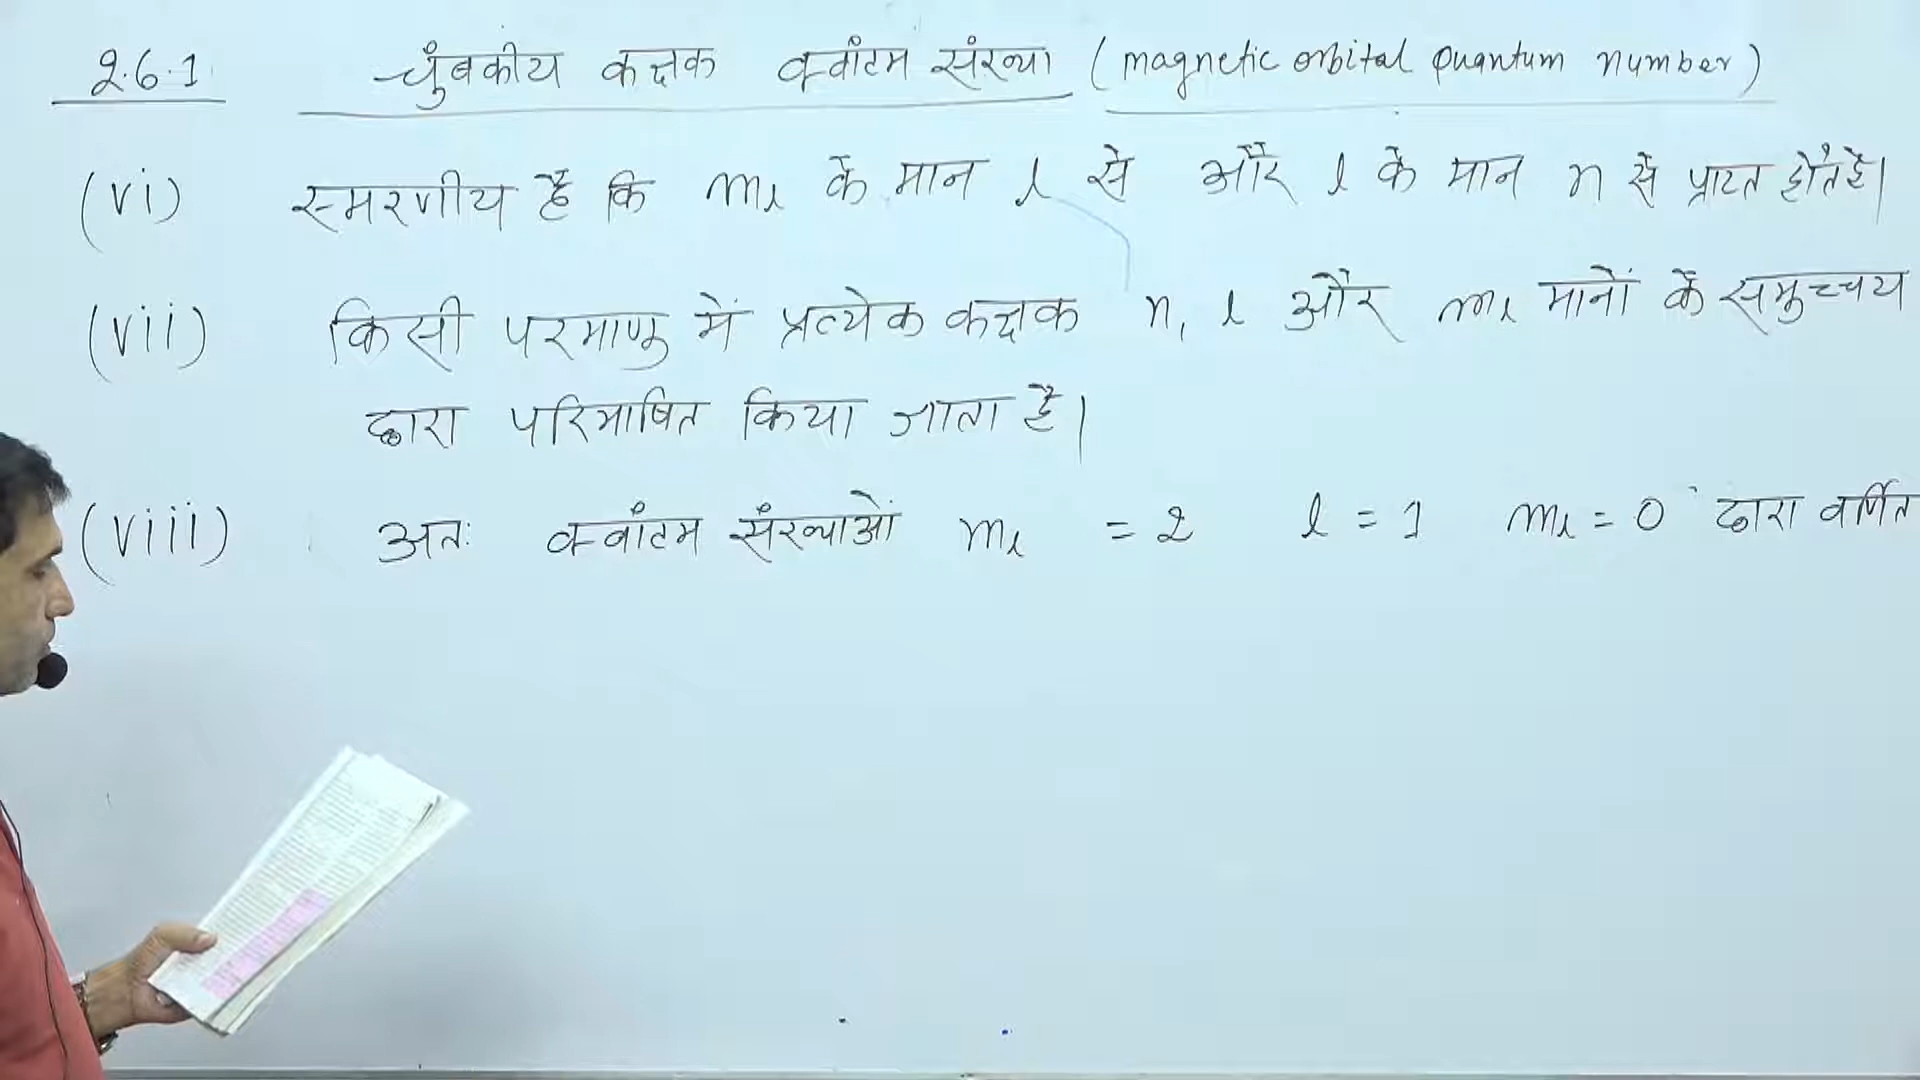 2.6.1 चुंबकीय कक्षक क्वांटम संख्या (magnetic orbital quantum number)
(vi) स्मरणीय है कि ml के मान l से और l के मान n से प्राप्त होते है।
(vii) किसी परमाणु में प्रत्येक कक्षक n, l और ml मानों के समुच्चय
द्वारा परिभाषित किया जाता है।
(viii) अतः क्वांटम संख्याओं ml = 2 l = 1 ml = 0 द्वारा वर्णित